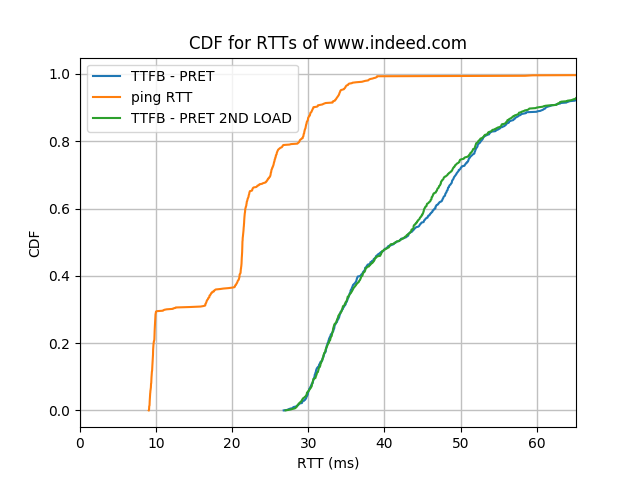 CDF for RTTs of www.indeed.com
TTFB - PRET
ping RTT
TTFB - PRET 2ND LOAD
1.0
0.8
0.6
0.4
0.2
0.0
CDF
0 10 20 30 40 50 60
RTT (ms)